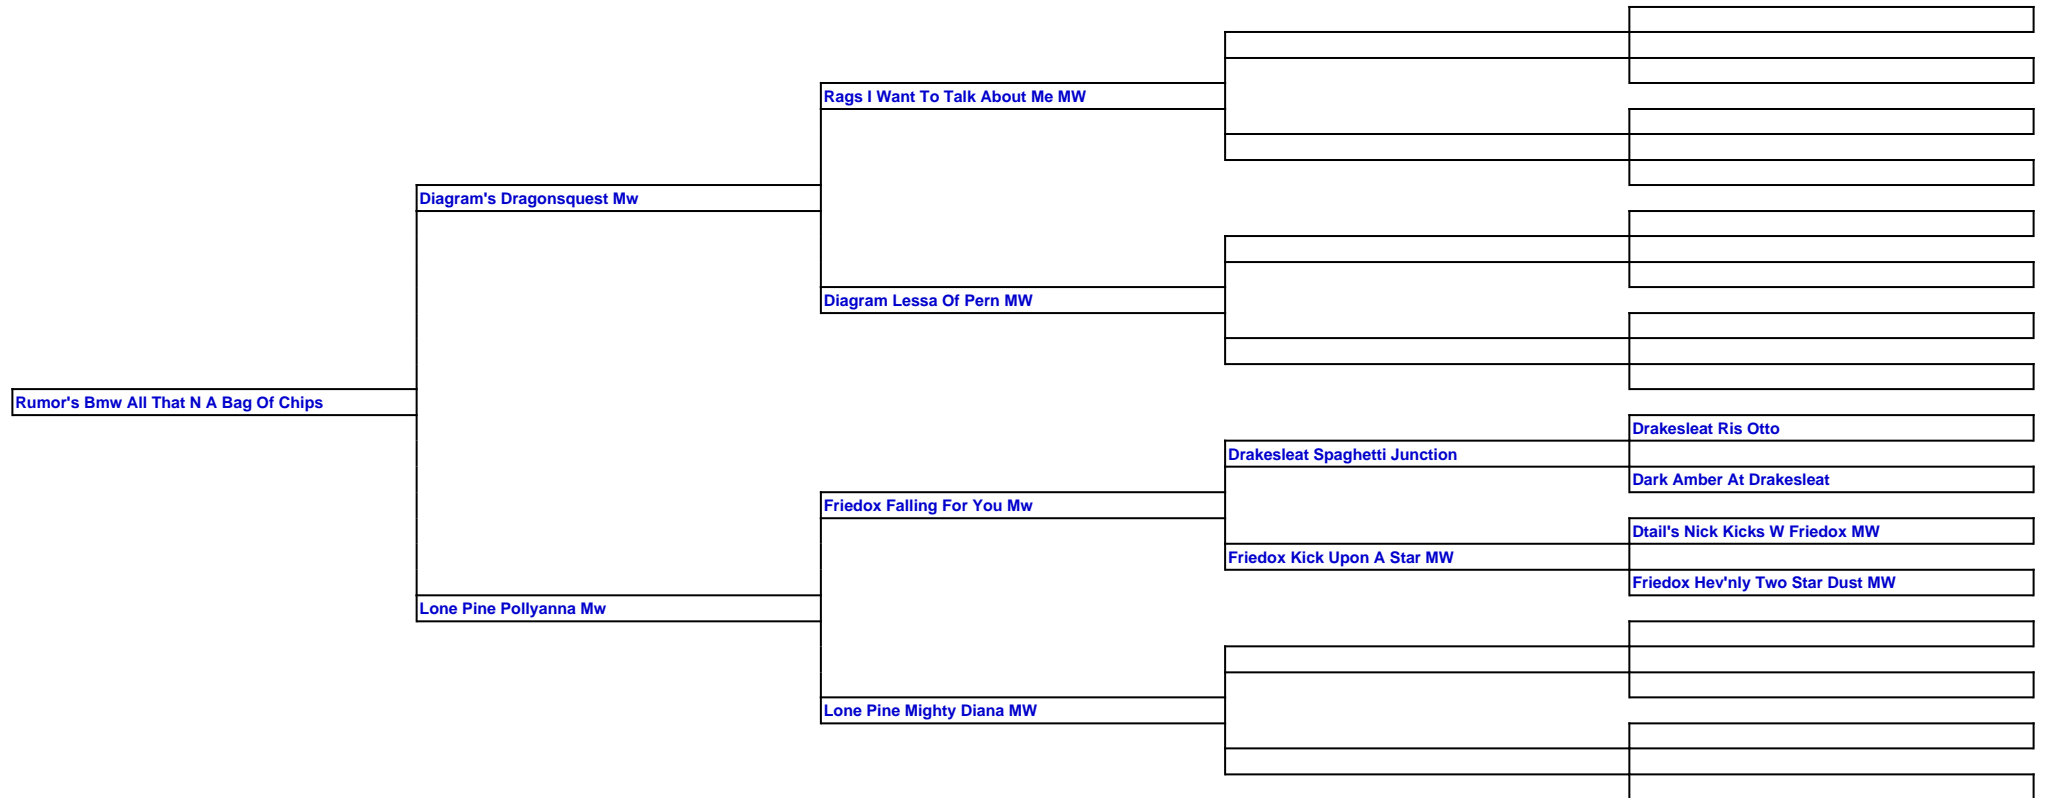 Rags I Want To Talk About Me MW
Diagram's Dragonsquest Mw
Diagram Lessa Of Pern MW
Rumor's Bmw All That N A Bag Of Chips
Drakesleat Ris Otto
Drakesleat Spaghetti Junction
Dark Amber At Drakesleat
Friedox Falling For You Mw
Dtail's Nick Kicks W Friedox MW
Friedox Kick Upon A Star MW
Friedox Hev'nly Two Star Dust MW
Lone Pine Pollyanna Mw
Lone Pine Mighty Diana MW